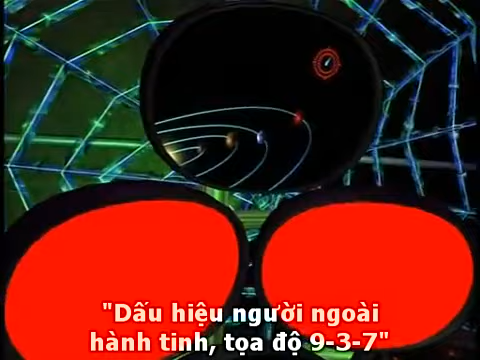 "Dấu hiệu người ngoài
hành tinh, tọa độ 9-3-7"